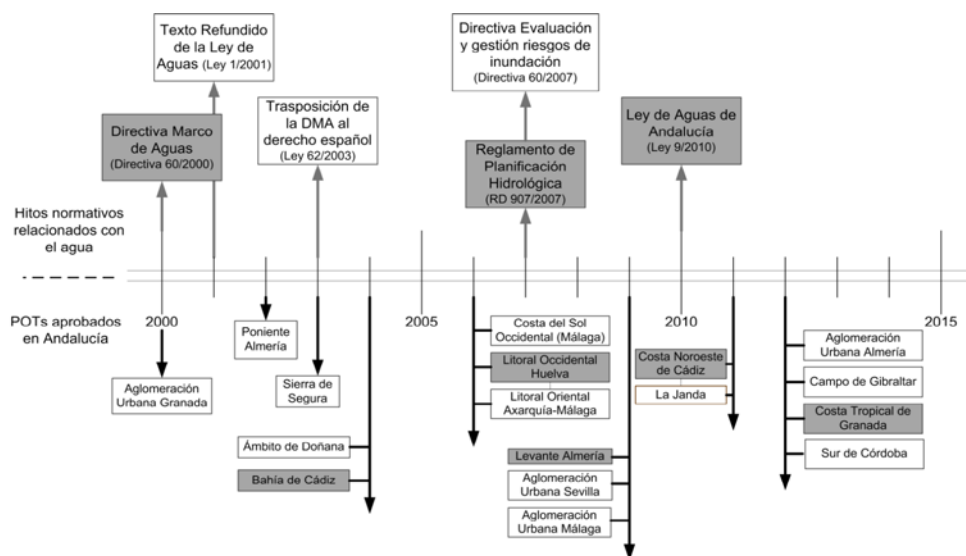 Texto Refundido
de la Ley de
Aguas (Ley 1/2001)
Directiva Evaluación
y gestión riesgos de
inundación
(Directiva 60/2007)
Directiva Marco
de Aguas
(Directiva 60/2000)
Trasposición de
la DMA al
derecho español
(Ley 62/2003)
Reglamento de
Planificación
Hidrológica
(RD 907/2007)
Ley de Aguas de
Andalucía
(Ley 9/2010)
Hitos normativos
relacionados con
el agua
POTs aprobados
en Andalucía
2000
2005
2010
2015
Aglomeración
Urbana Granada
Poniente
Almería
Sierra de
Segura
Ámbito de Doñana
Bahía de Cádiz
Costa del Sol
Occidental (Málaga)
Litoral Occidental
Huelva
Litoral Oriental
Axarquía-Málaga
Levante Almería
Aglomeración
Urbana Sevilla
Aglomeración
Urbana Málaga
Costa Noroeste
de Cádiz
La Janda
Aglomeración
Urbana Almería
Campo de Gibraltar
Costa Tropical de
Granada
Sur de Córdoba